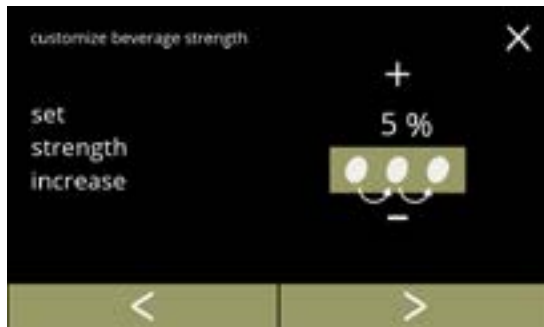 customize beverage strength
X
+
set
strength
increase
5 %
-
< >